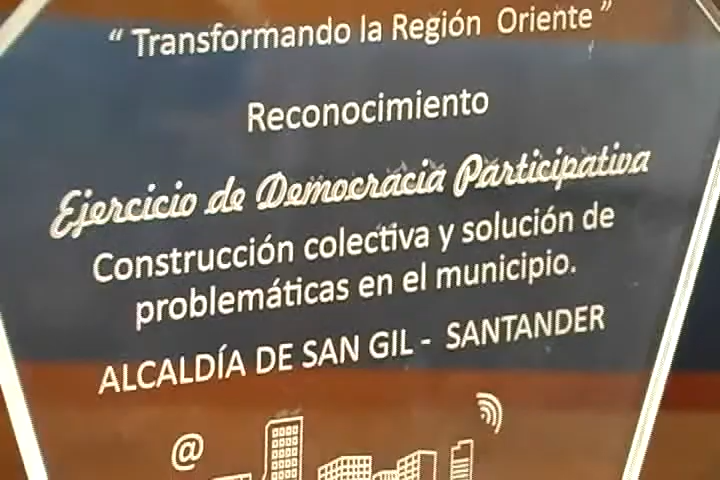 “ Transformando la Región Oriente ”
Reconocimiento
Ejercicio de Democracia Participativa
Construcción colectiva y solución de
problemáticas en el municipio.
ALCALDÍA DE SAN GIL - SANTANDER
@